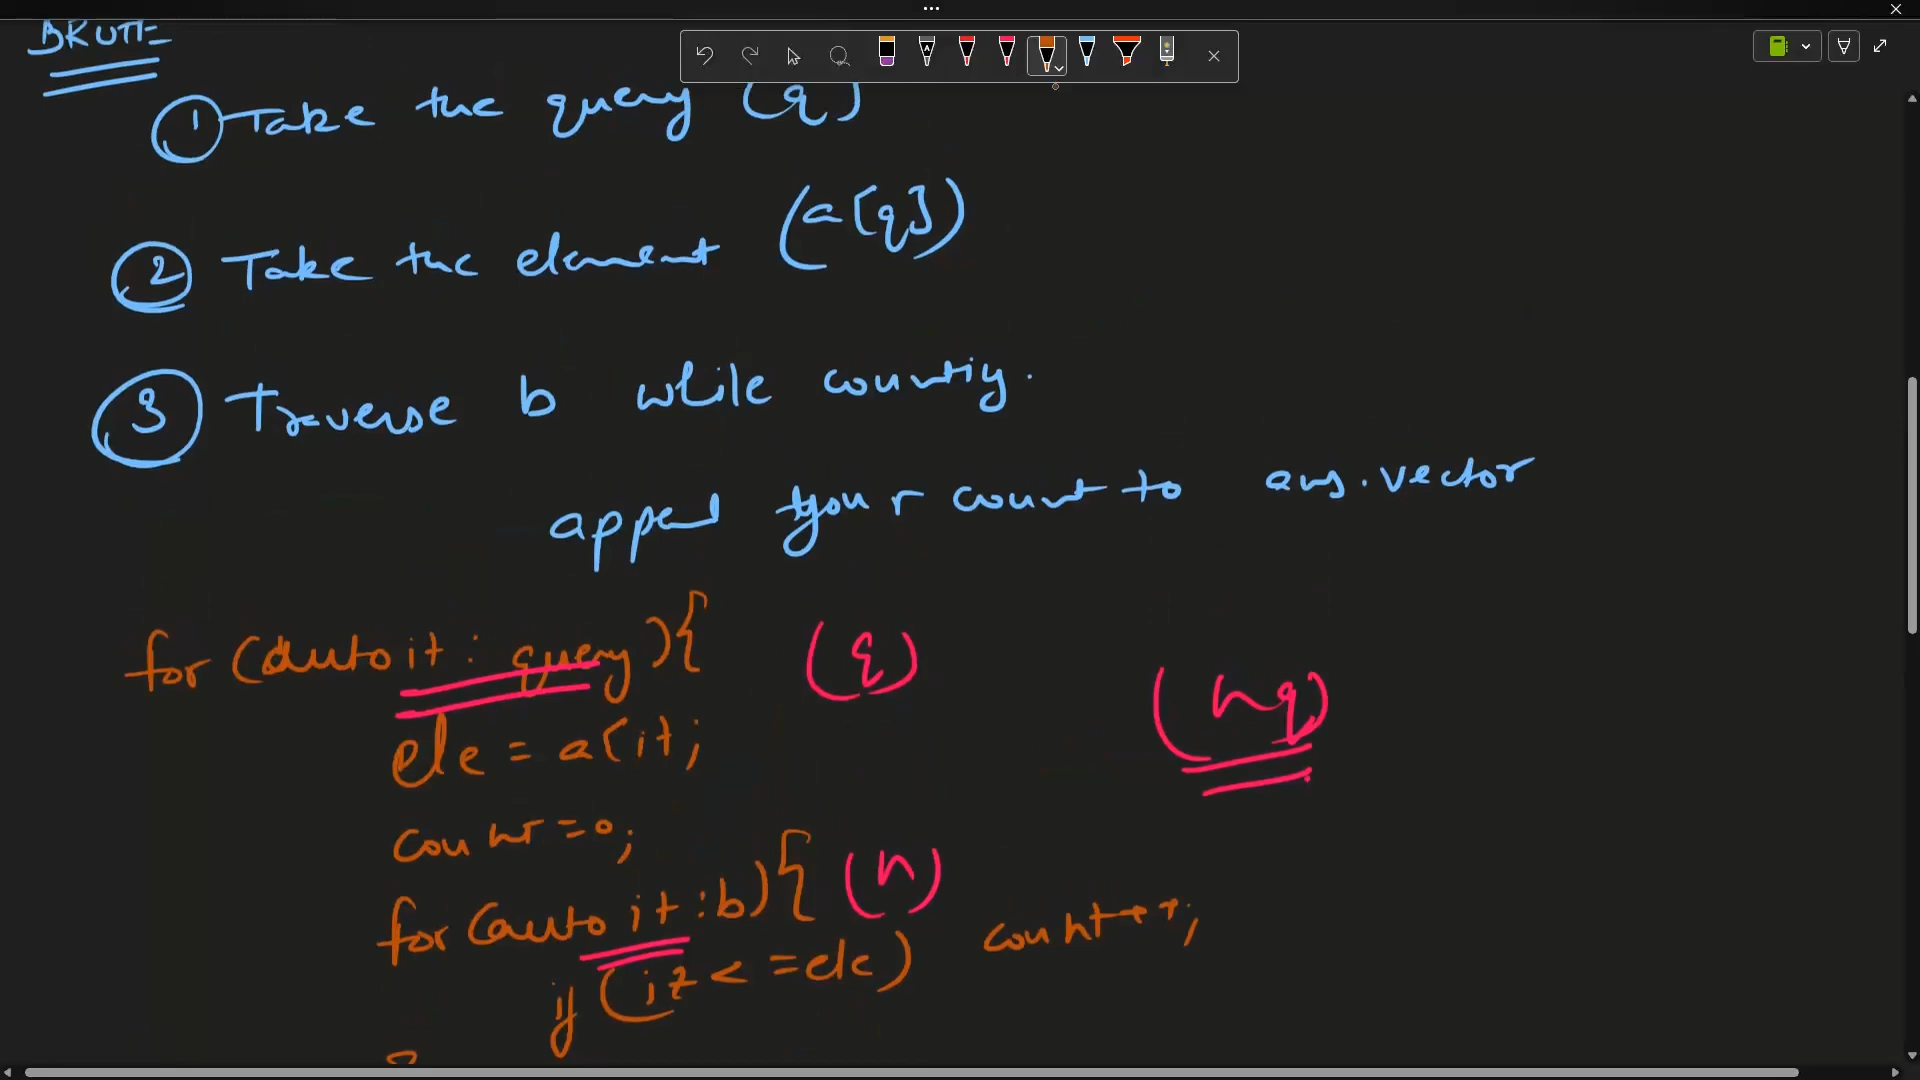 BRUTE
① Take the query (q)
② Take the element (a[q])
③ Traverse b while countiy.
append your count to ans. vector
for (auto it : query){ (q)
(nq)
ele = a[it;
count = 0;
for (auto it : b){ (n)
count++;
if (it <= ele)